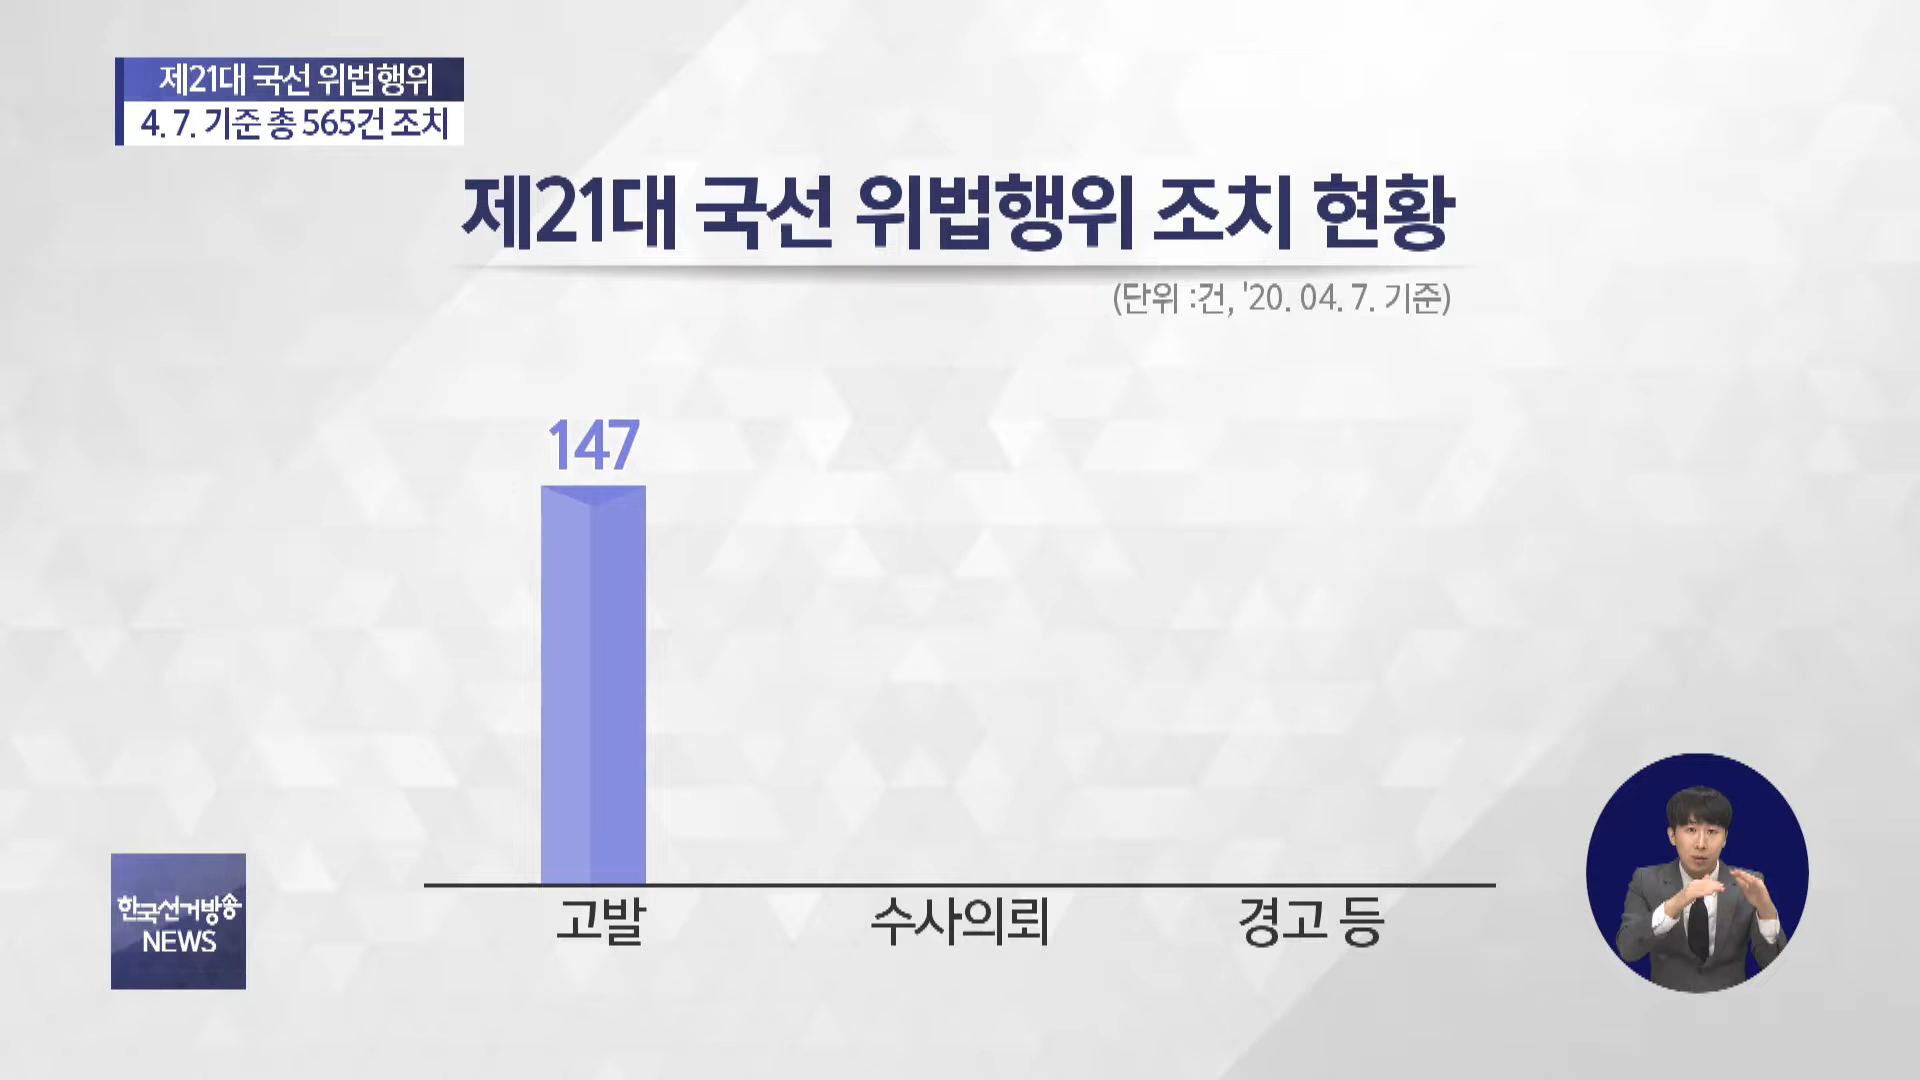 제21대 국선 위법행위
4. 7. 기준 총 565건 조치
제21대 국선 위법행위 조치 현황
(단위 :건, '20. 04. 7. 기준)
147
고발 수사의뢰 경고 등
한국선거방송
NEWS